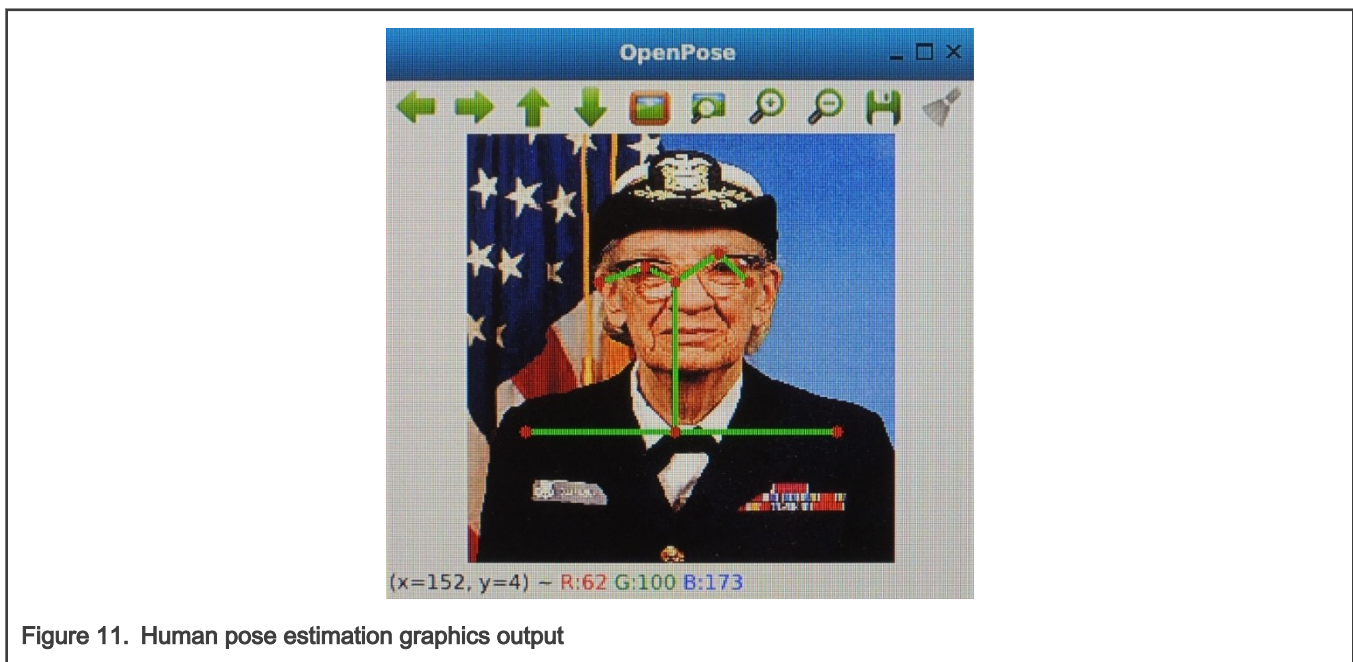 OpenPose
(x=152, y=4) ~ R:62 G:100 B:173
Figure 11. Human pose estimation graphics output